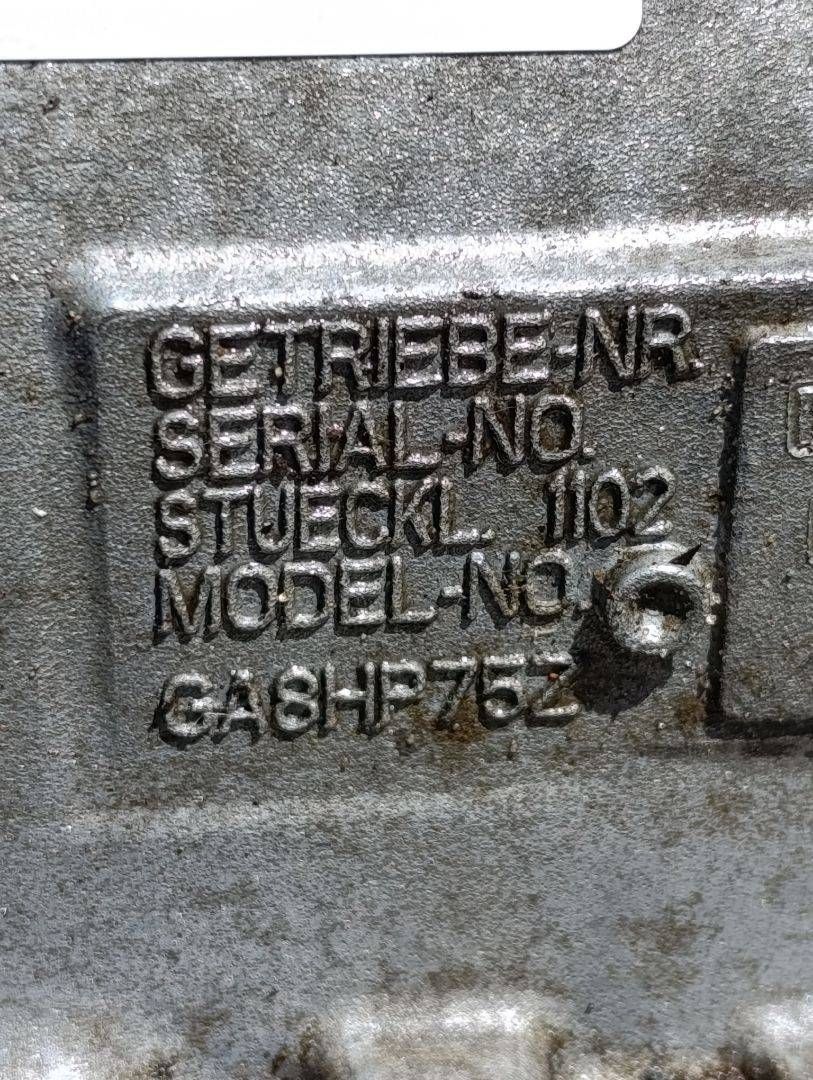 GETRIEBE-NR.
SERIAL-NO.
STUECKL. 1102
MODEL-NO.
GA8HP75Z